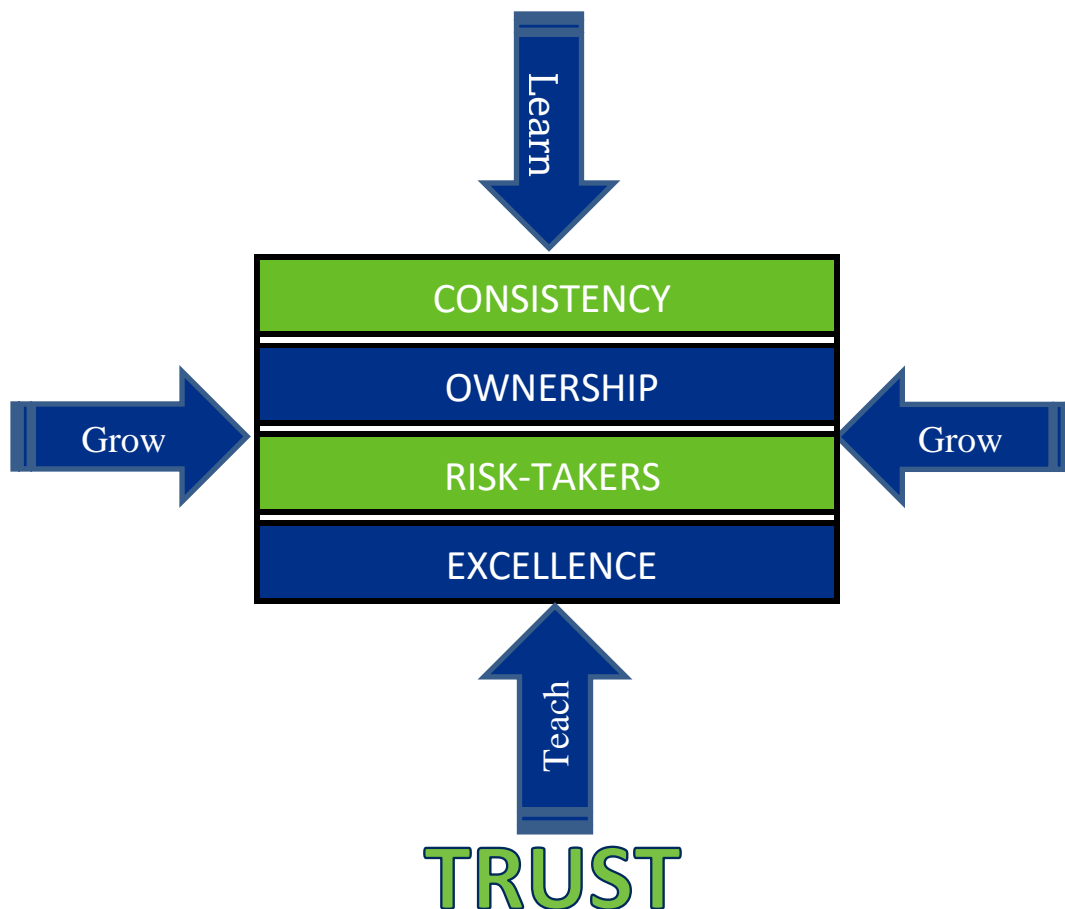 Learn
CONSISTENCY
OWNERSHIP
Grow
Grow
RISK-TAKERS
EXCELLENCE
Teach
TRUST